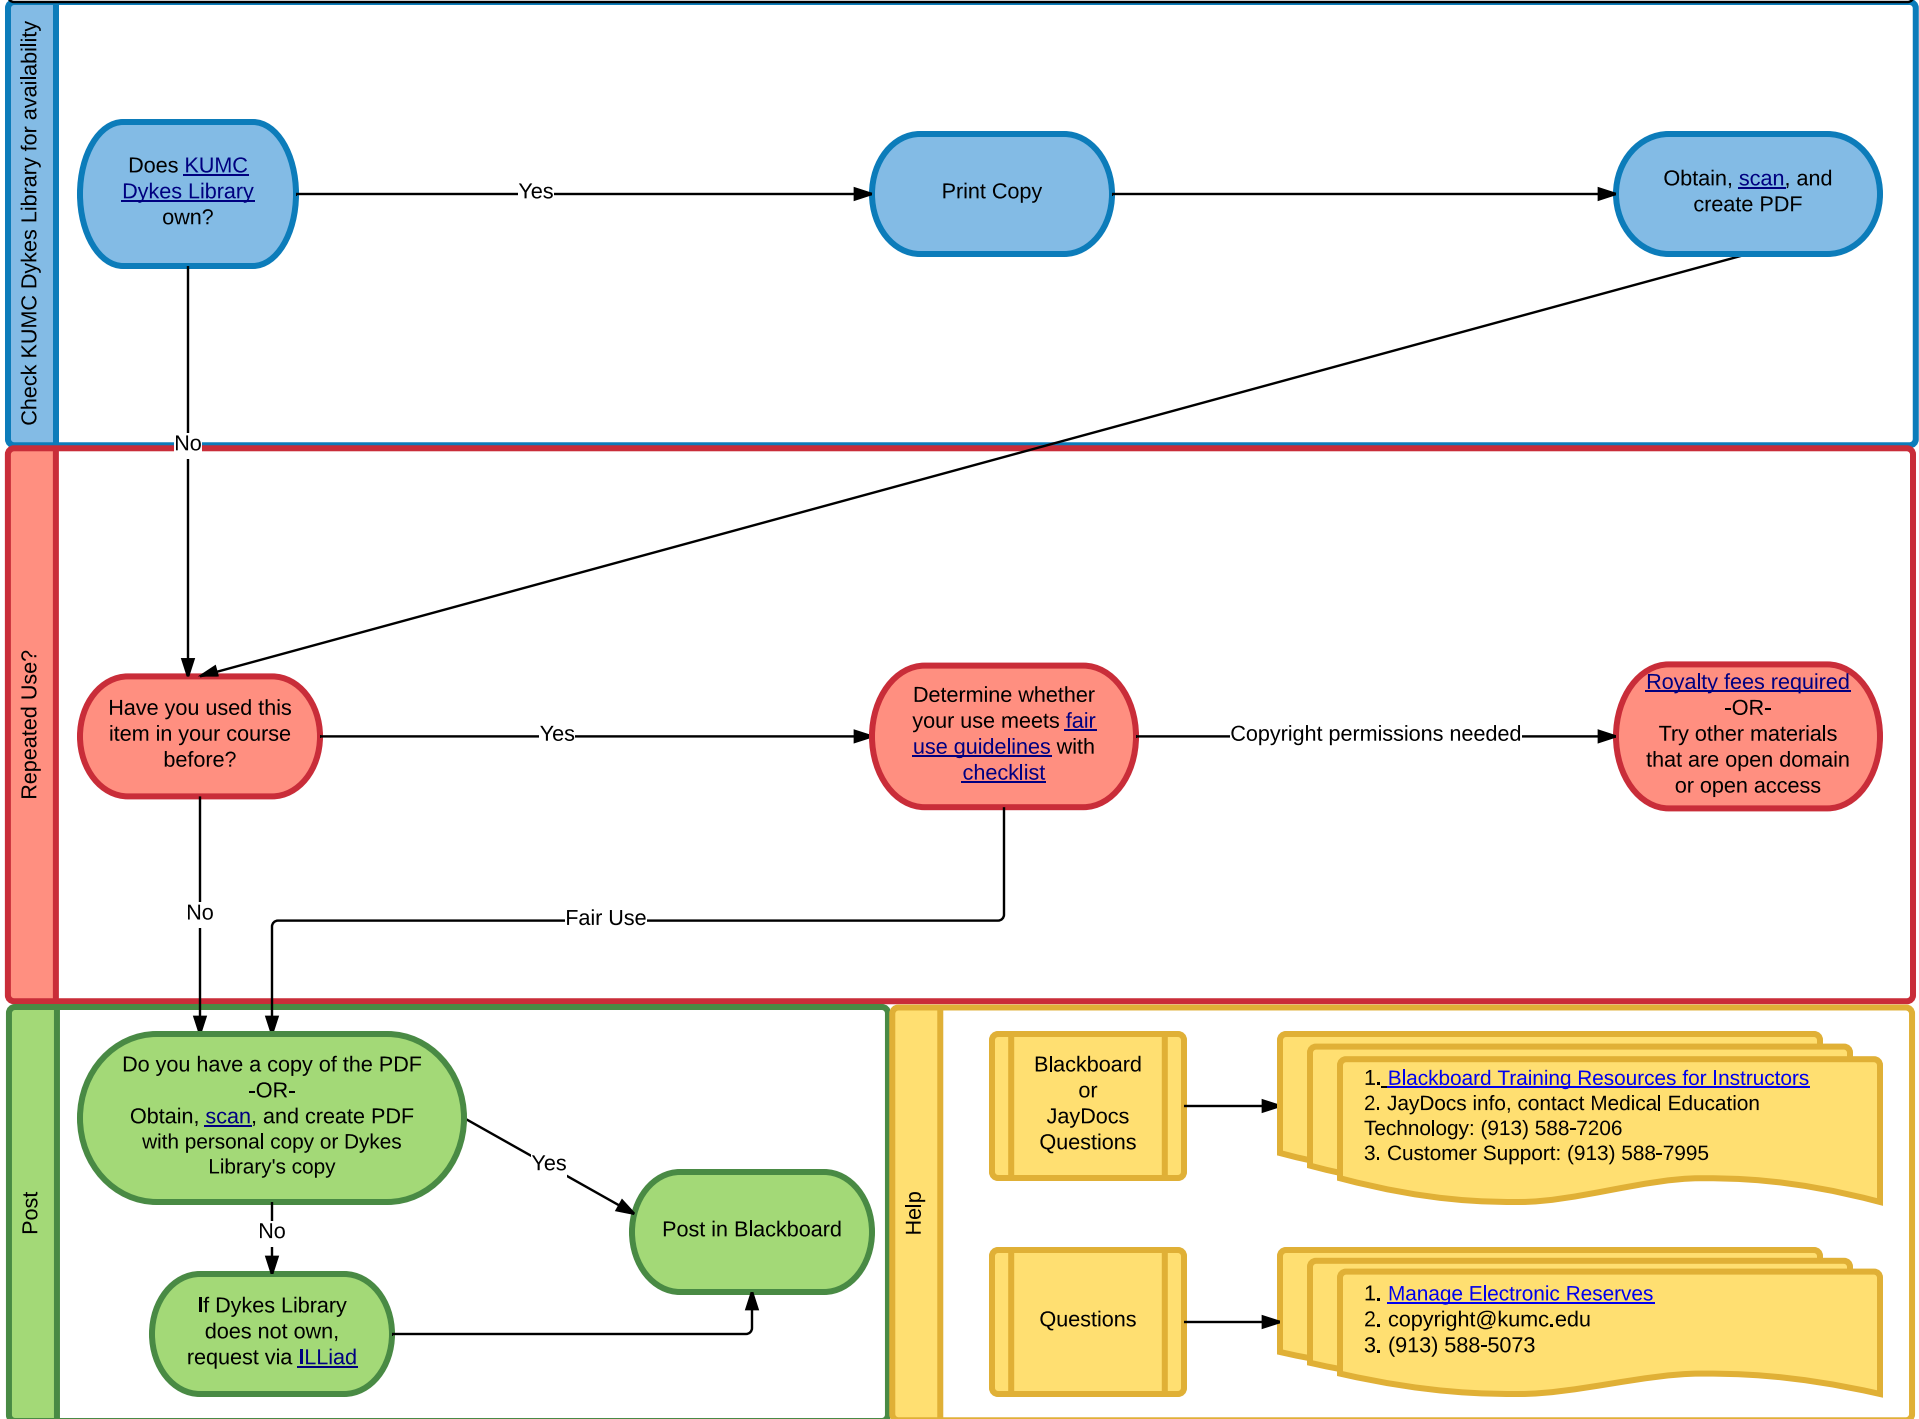 Check KUMC Dykes Library for availability
Does KUMC
Dykes Library
own?
Yes
Print Copy
Obtain, scan, and
create PDF
No
Repeated Use?
Have you used this
item in your course
before?
Yes
Determine whether
your use meets fair
use guidelines with
checklist
Copyright permissions needed
Royalty fees required
-OR-
Try other materials
that are open domain
or open access
No
Fair Use
Post
Do you have a copy of the PDF
-OR-
Obtain, scan, and create PDF
with personal copy or Dykes
Library's copy
Yes
Post in Blackboard
No
If Dykes Library
does not own,
request via ILLiad
Help
Blackboard
or
JayDocs
Questions
1. Blackboard Training Resources for Instructors
2. JayDocs info, contact Medical Education
Technology: (913) 588-7206
3. Customer Support: (913) 588-7995
Questions
1. Manage Electronic Reserves
2. copyright@kumc.edu
3. (913) 588-5073